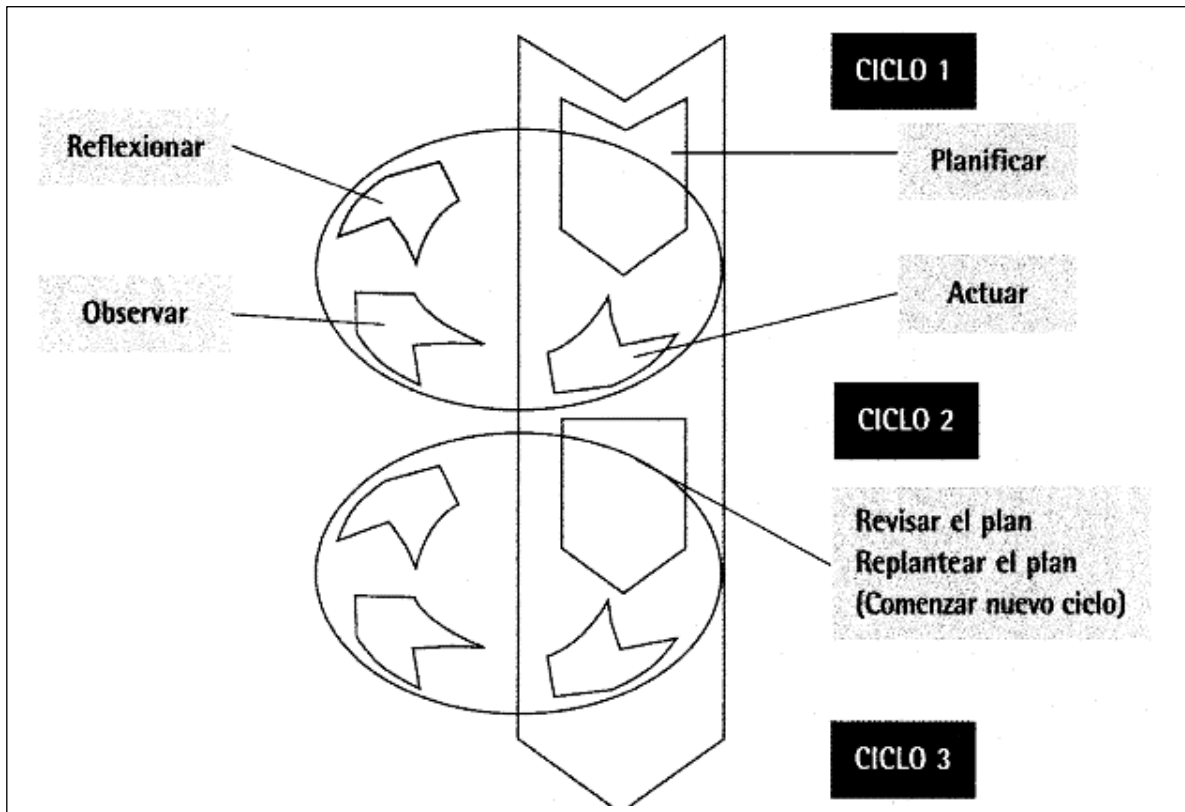 CICLO 1
Reflexionar
Planificar
Observar
Actuar
CICLO 2
Revisar el plan
Replantear el plan
(Comenzar nuevo ciclo)
CICLO 3